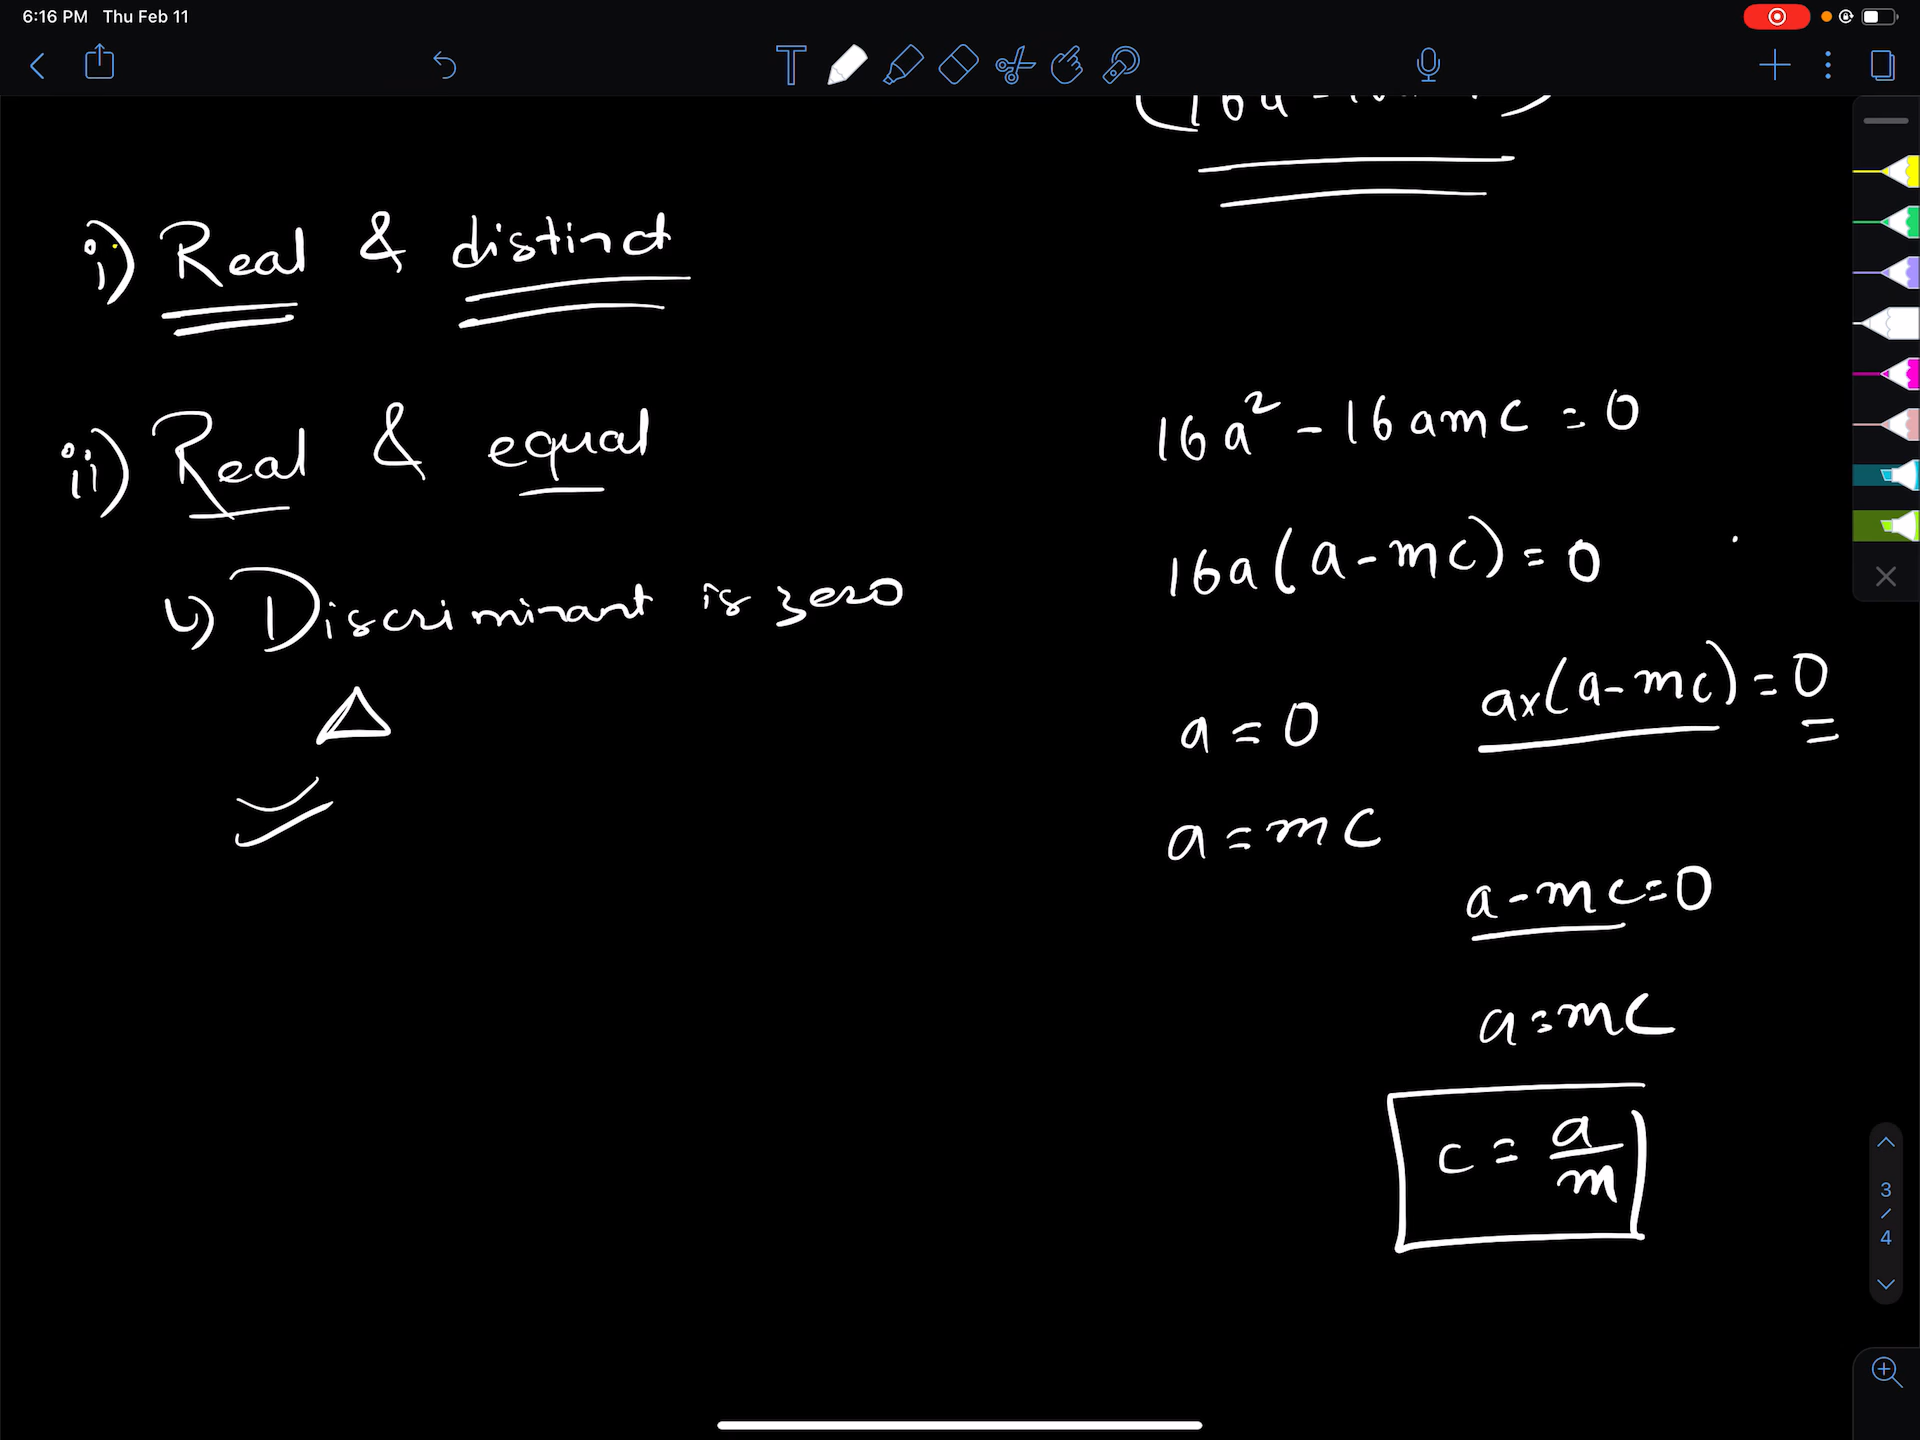 6:16 PM Thu Feb 11
T
i) Real & distinct
ii) Real & equal
↳ Discriminant is zero
△
16a² - 16amc = 0
16a(a - mc) = 0
a = 0
a×(a - mc) = 0
a = mc
a - mc = 0
a = mc
c = a/m
3
/
4